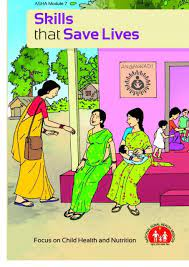 ASHA Module 7
Skills
that Save Lives
ANGANWADI
Focus on Child Health and Nutrition